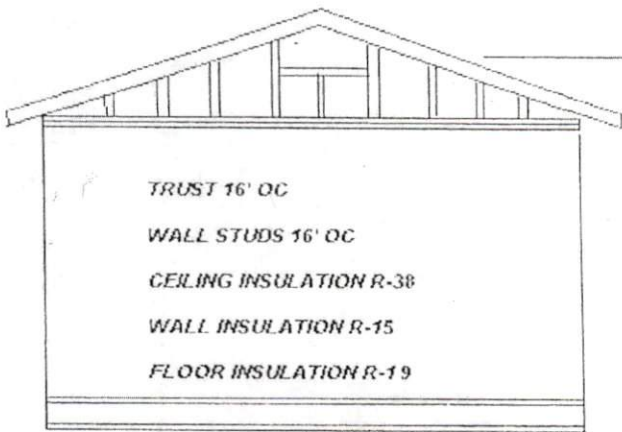 TRUST 16' OC
WALL STUDS 16' OC
CEILING INSULATION R-38
WALL INSULATION R-15
FLOOR INSULATION R-19